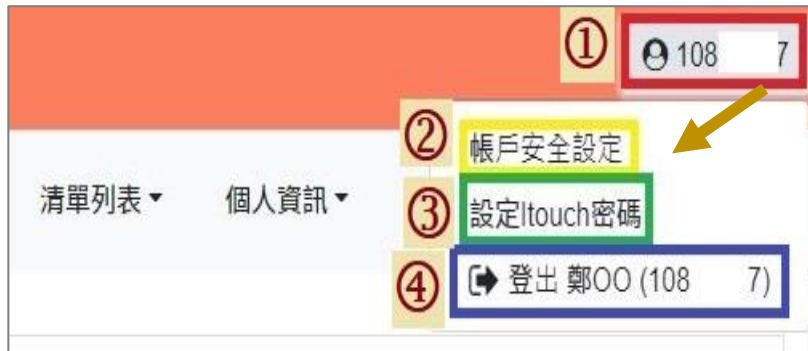 ① 108 7
② 帳戶安全設定
清單列表 個人資訊
③ 設定Itouch密碼
④ 登出 鄭OO (108 7)